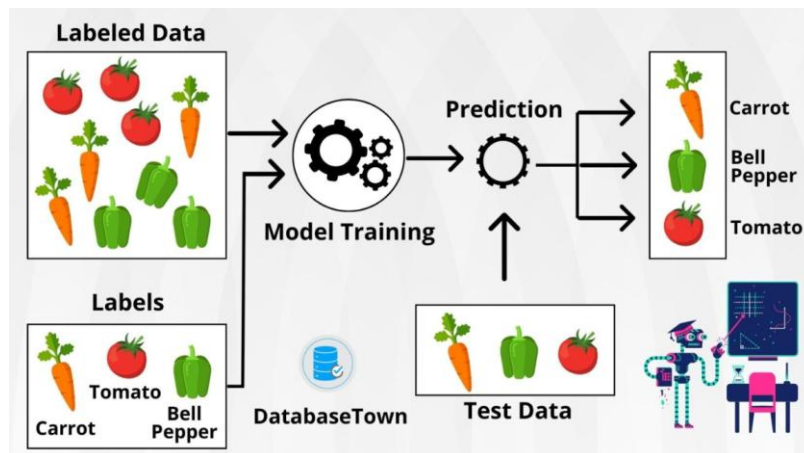 Labeled Data
Model Training
Prediction
Carrot
Bell
Pepper
Tomato
Labels
Carrot
Tomato
Bell
Pepper
DatabaseTown
Test Data